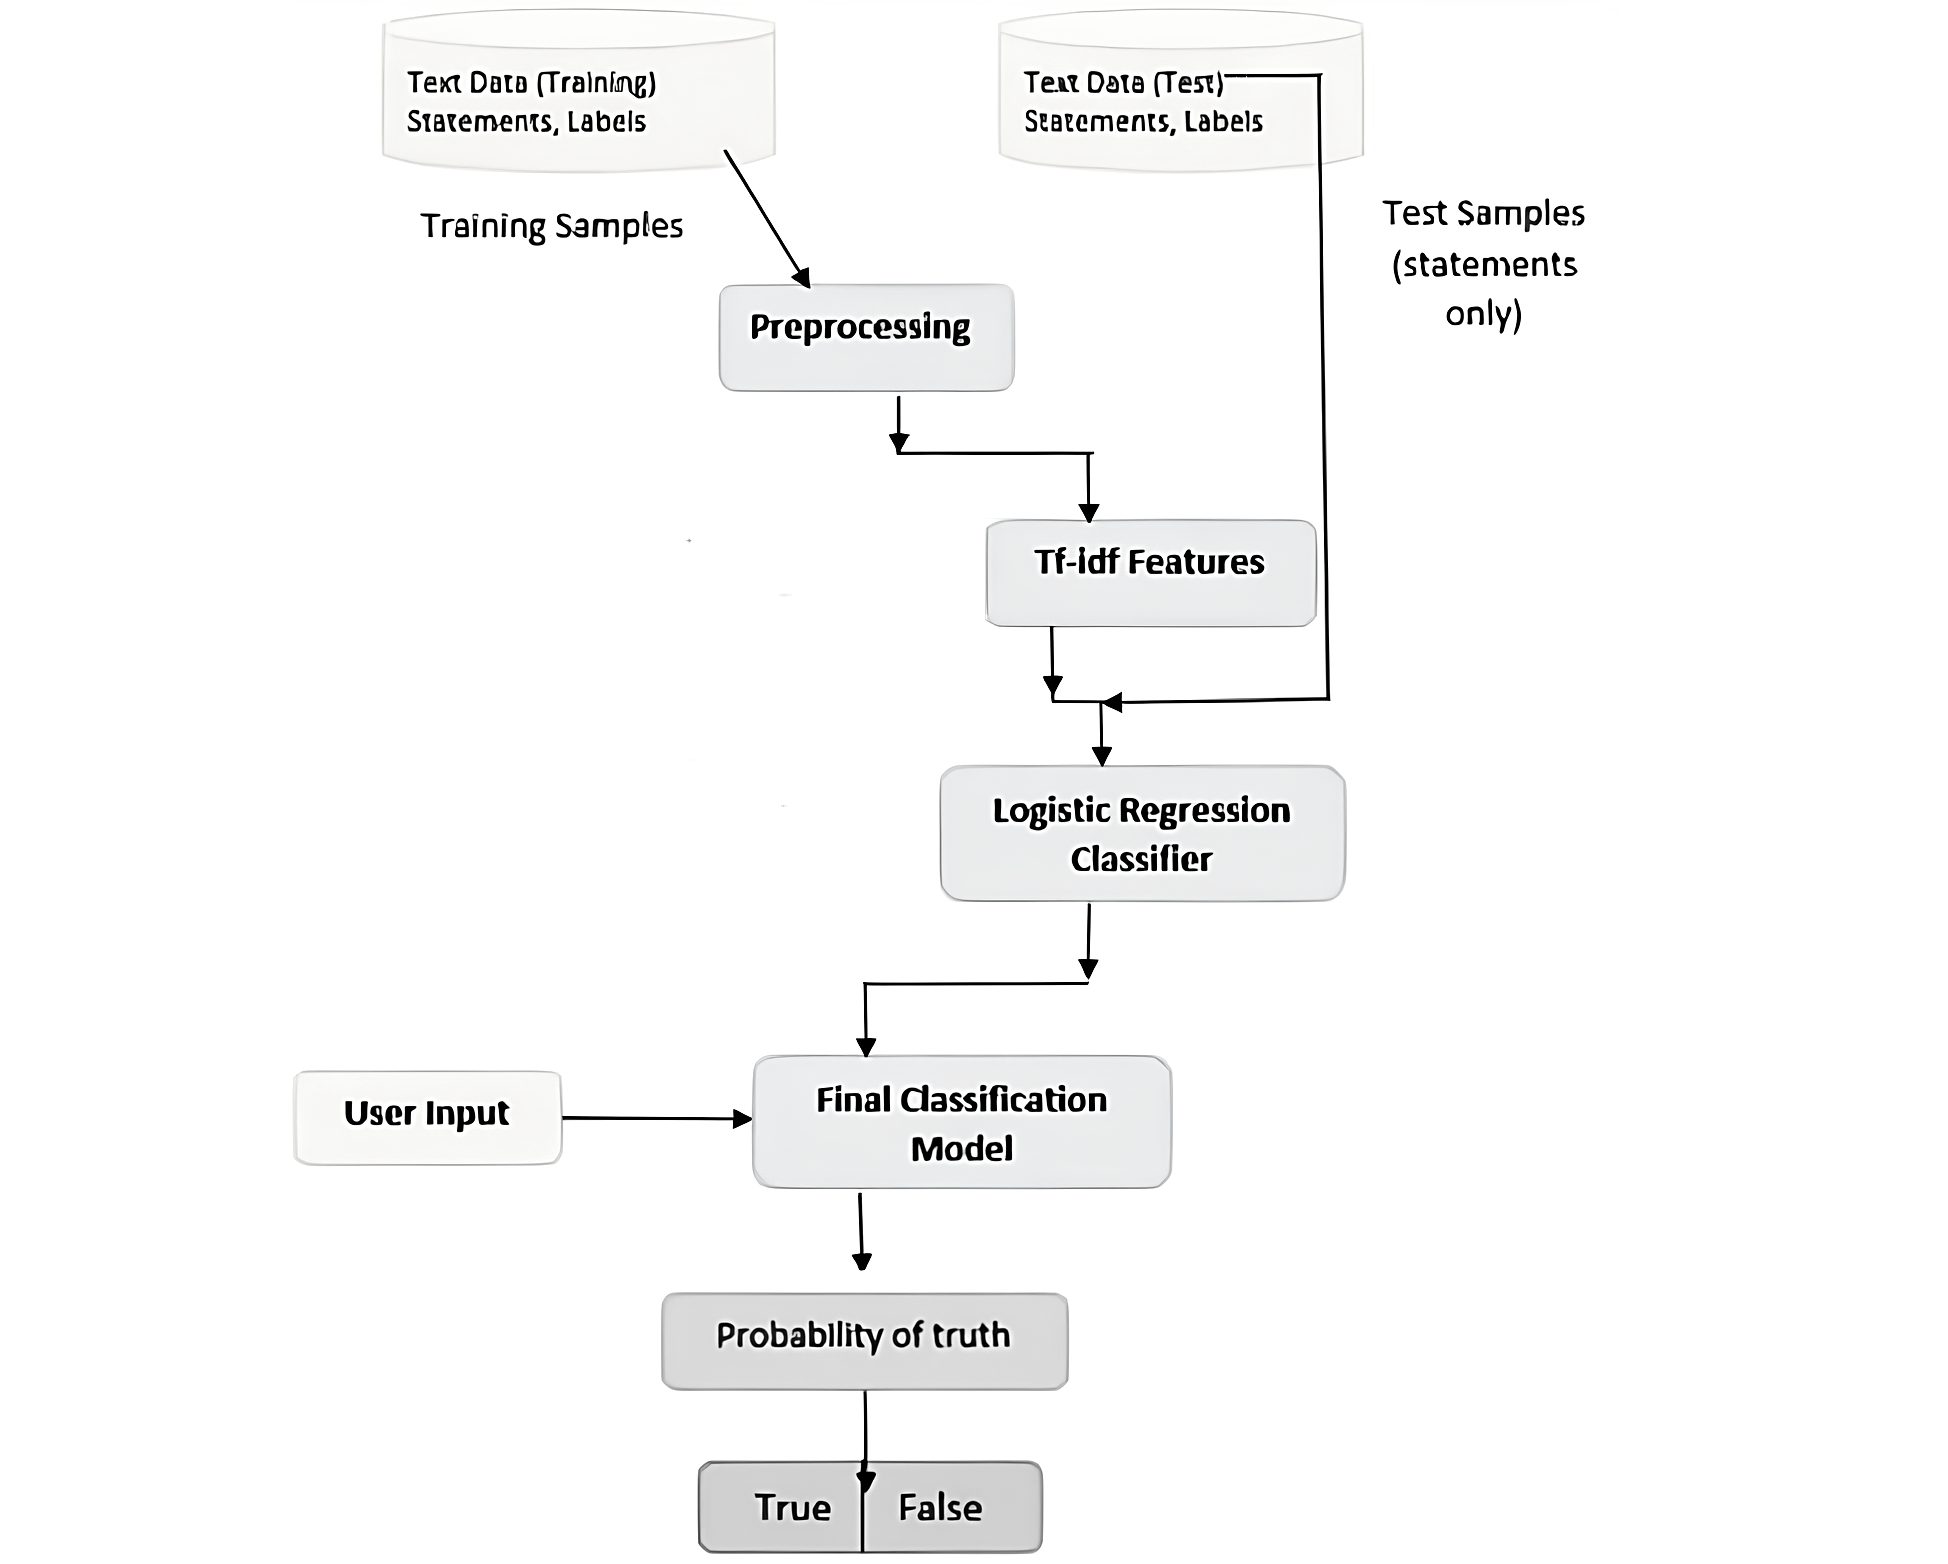 Text Data (Training)
Statements, Labels
Text Data (Test)
Statements, Labels
Training Samples
Test Samples
(statements
only)
Preprocessing
Tf-idf Features
Logistic Regression
Classifier
User Input
Final Classification
Model
Probability of truth
True
False